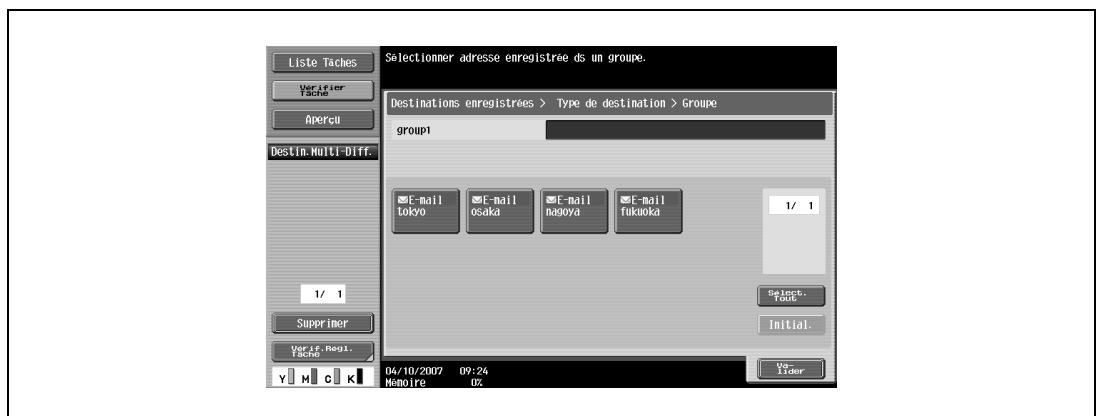 Liste Tâches
Vérifier
Tâche
Aperçu
Destin.Multi-Diff.
1/ 1
Supprimer
Vérif.Régl.
Tâche
Y M C K
Sélectionner adresse enregistrée ds un groupe.
Destinations enregistrées > Type de destination > Groupe
group1
E-mail
tokyo
E-mail
osaka
E-mail
nagoya
E-mail
fukuoka
1/ 1
Sélect.
Tout
Initial.
04/10/2007 09:24
Mémoire 0%
Va-
lider